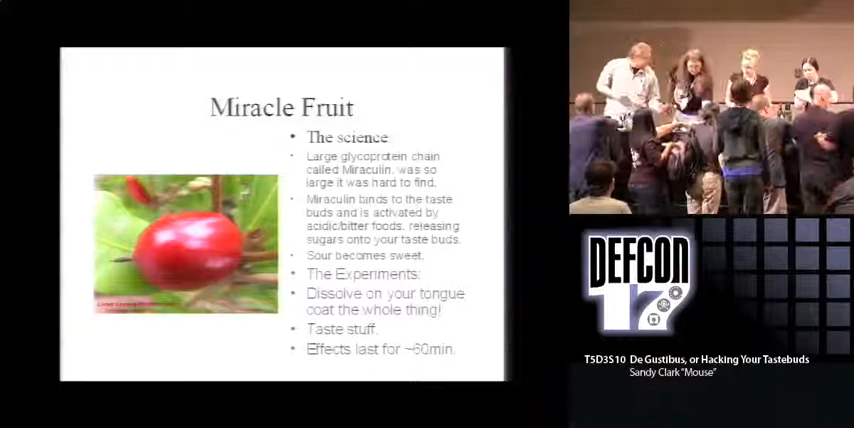 Miracle Fruit
• The science:
• Large glycoprotein chain
called Miraculin, was so
large it was hard to find.
• Miraculin binds to the taste
buds and is activated by
acidic/bitter foods, releasing
sugars onto your taste buds.
• Sour becomes sweet.
• The Experiments:
• Dissolve on your tongue
coat the whole thing!
• Taste stuff.
• Effects last for ~60min.
DEFCON
17
T5D3S10 De Gustibus, or Hacking Your Tastebuds
Sandy Clark "Mouse"